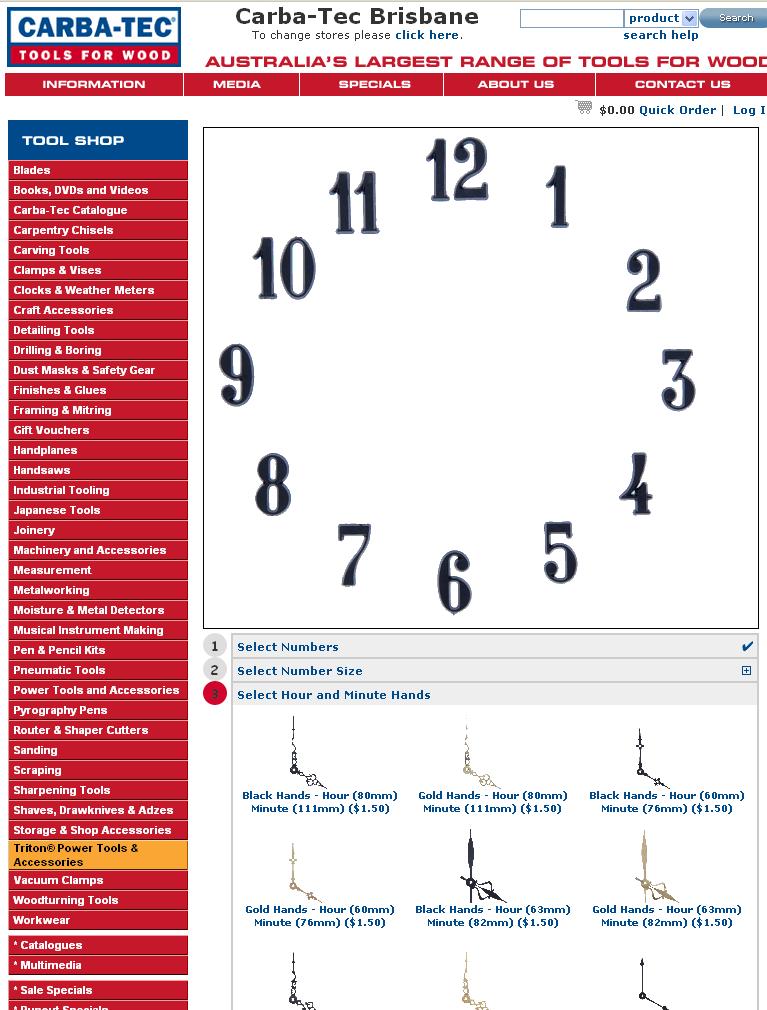 CARBA-TEC®
TOOLS FOR WOOD
Carba-Tec Brisbane
To change stores please click here.
product
Search
search help
AUSTRALIA'S LARGEST RANGE OF TOOLS FOR WOOD
INFORMATION
MEDIA
SPECIALS
ABOUT US
CONTACT US
$0.00 Quick Order | Log I
TOOL SHOP
Blades
Books, DVDs and Videos
Carba-Tec Catalogue
Carpentry Chisels
Carving Tools
Clamps & Vises
Clocks & Weather Meters
Craft Accessories
Detailing Tools
Drilling & Boring
Dust Masks & Safety Gear
Finishes & Glues
Framing & Mitring
Gift Vouchers
Handplanes
Handsaws
Industrial Tooling
Japanese Tools
Joinery
Machinery and Accessories
Measurement
Metalworking
Moisture & Metal Detectors
Musical Instrument Making
Pen & Pencil Kits
Pneumatic Tools
Power Tools and Accessories
Pyrography Pens
Router & Shaper Cutters
Sanding
Scraping
Sharpening Tools
Shaves, Drawknives & Adzes
Storage & Shop Accessories
Triton® Power Tools &
Accessories
Vacuum Clamps
Woodturning Tools
Workwear
* Catalogues
* Multimedia
* Sale Specials
* Runout Specials
12
1
2
3
4
5
6
7
8
9
10
11
1 Select Numbers
2 Select Number Size
3 Select Hour and Minute Hands
Black Hands - Hour (80mm)
Minute (111mm) ($1.50)
Gold Hands - Hour (80mm)
Minute (111mm) ($1.50)
Black Hands - Hour (60mm)
Minute (76mm) ($1.50)
Gold Hands - Hour (60mm)
Minute (76mm) ($1.50)
Black Hands - Hour (63mm)
Minute (82mm) ($1.50)
Gold Hands - Hour (63mm)
Minute (82mm) ($1.50)